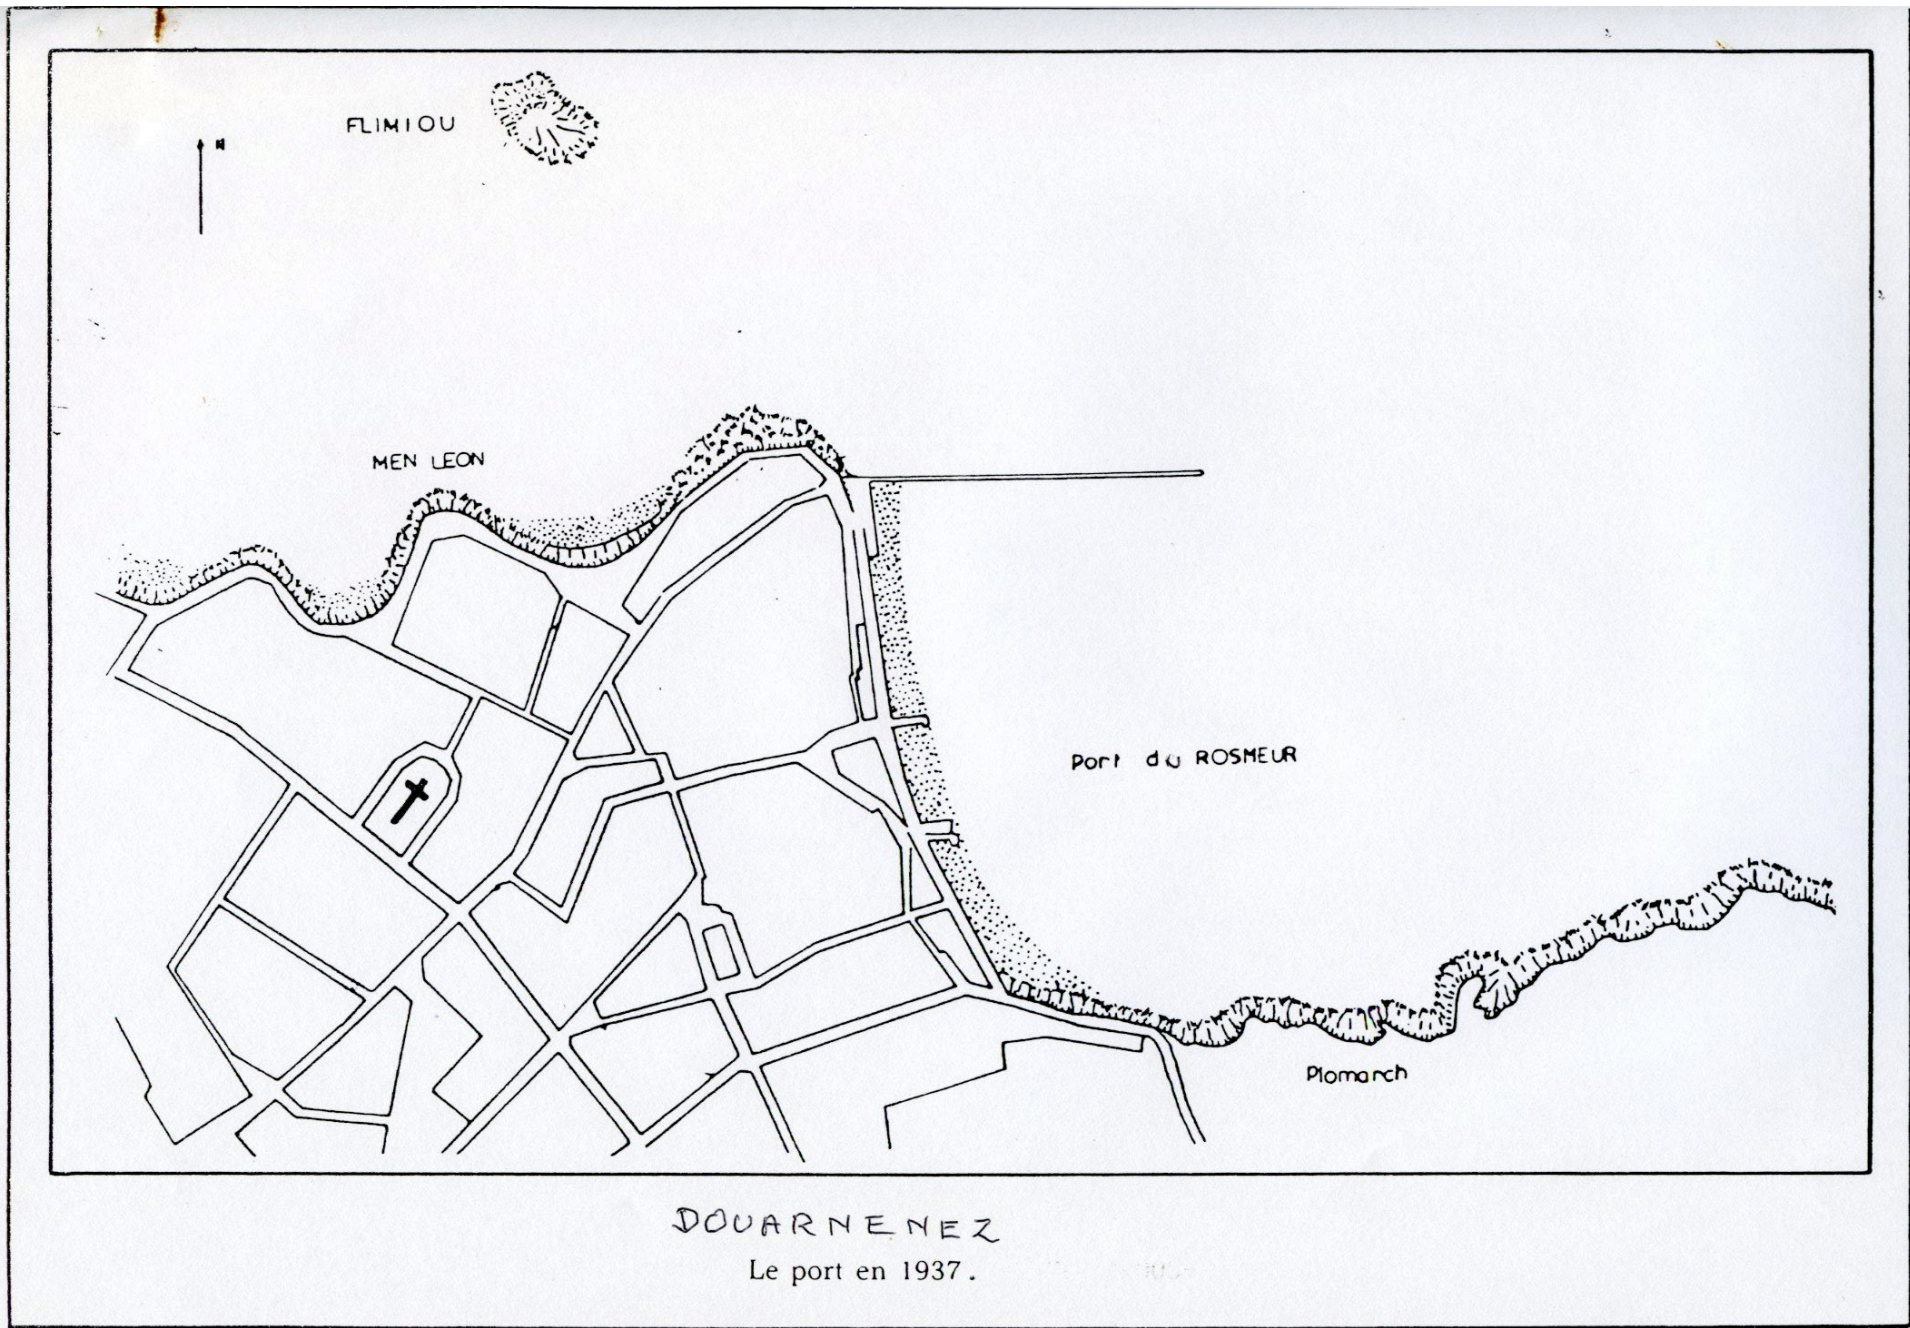 FLIMIOU
N
MEN LEON
Port du ROSMEUR
Plomarch
DOUARNENEZ
Le port en 1937.